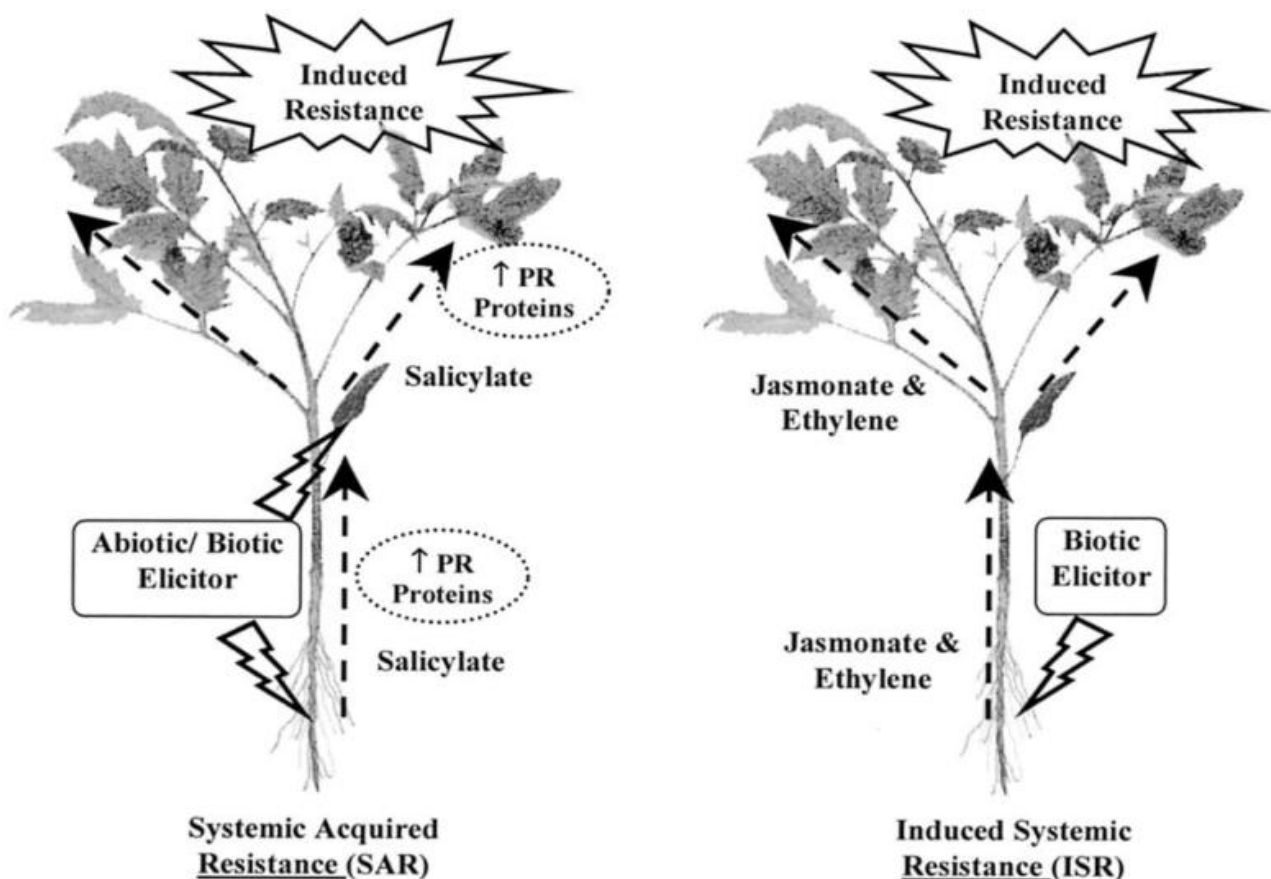 Induced
Resistance
↑ PR
Proteins
Salicylate
Abiotic/ Biotic
Elicitor
↑ PR
Proteins
Salicylate
Systemic Acquired
Resistance (SAR)
Induced
Resistance
Jasmonate &
Ethylene
Biotic
Elicitor
Jasmonate &
Ethylene
Induced Systemic
Resistance (ISR)